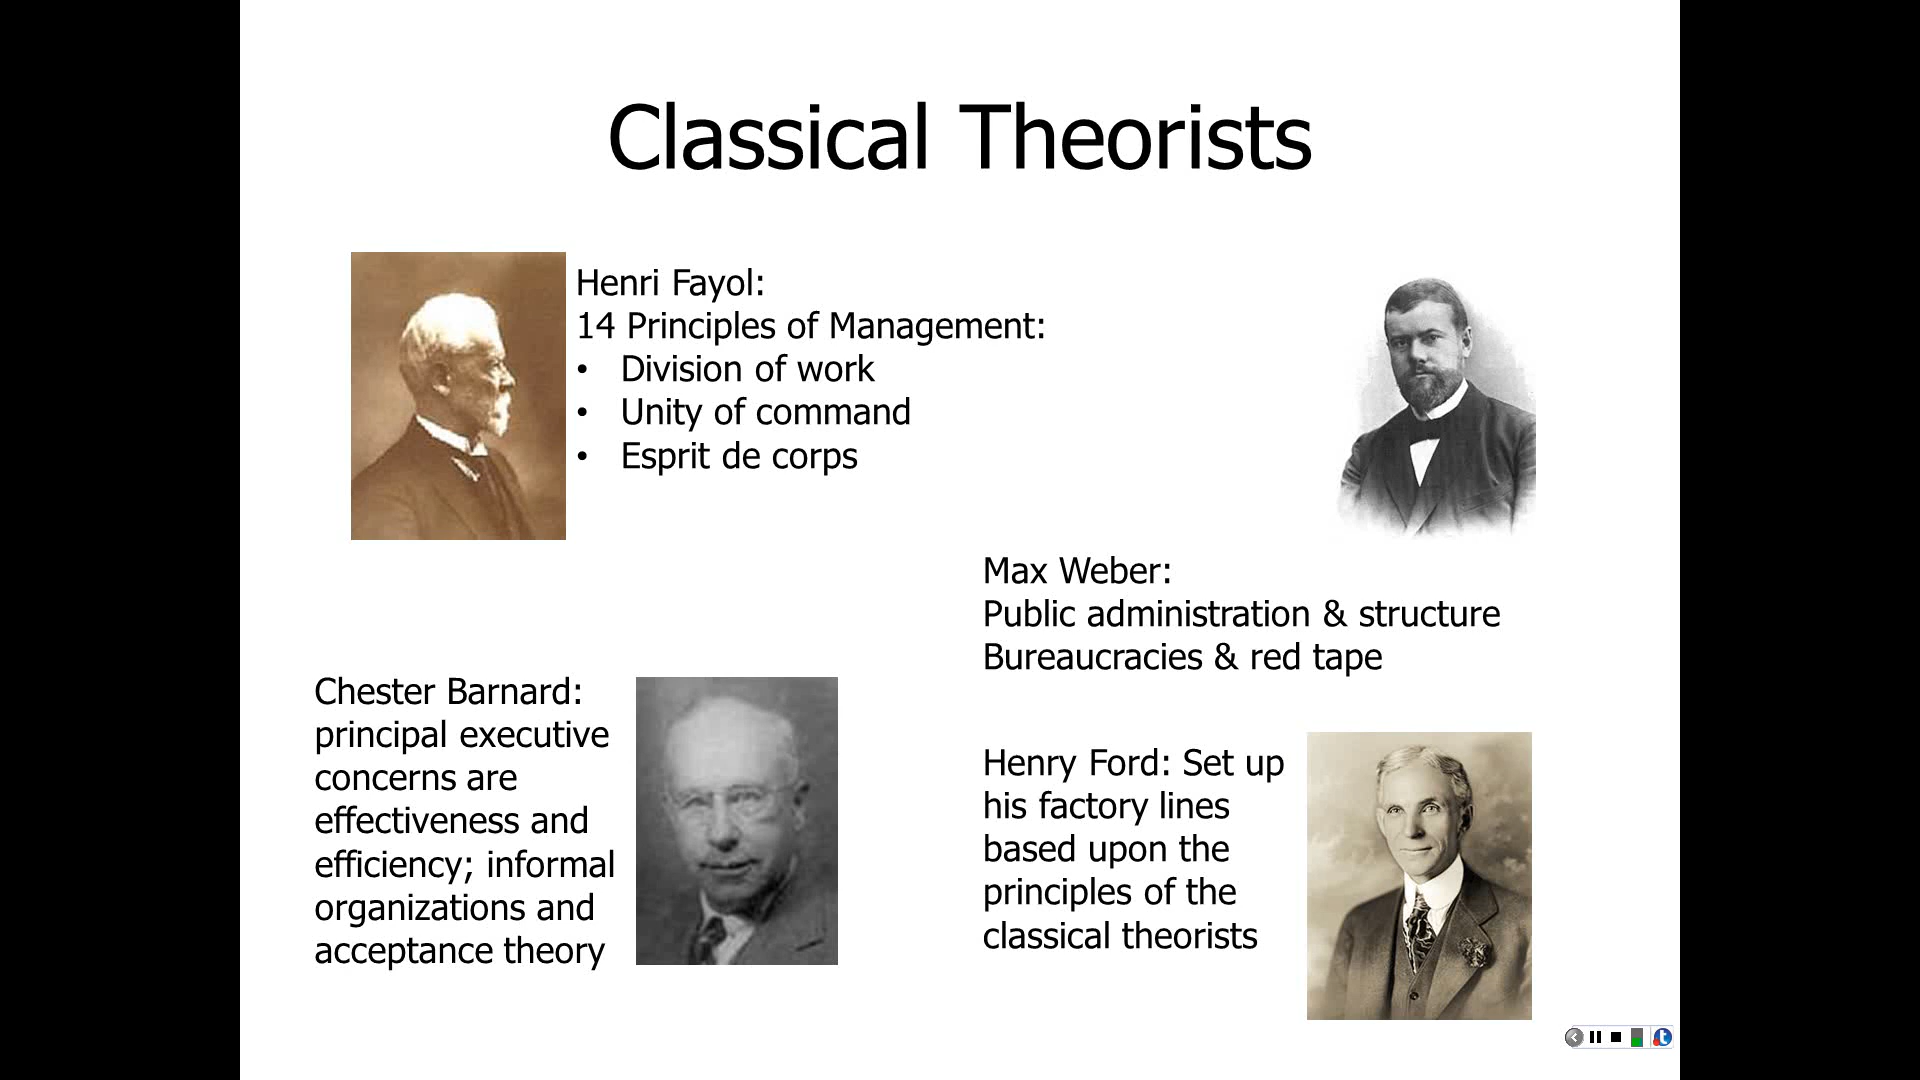 Classical Theorists
Henri Fayol:
14 Principles of Management:
• Division of work
• Unity of command
• Esprit de corps
Max Weber:
Public administration & structure
Bureaucracies & red tape
Chester Barnard:
principal executive
concerns are
effectiveness and
efficiency; informal
organizations and
acceptance theory
Henry Ford: Set up
his factory lines
based upon the
principles of the
classical theorists
t